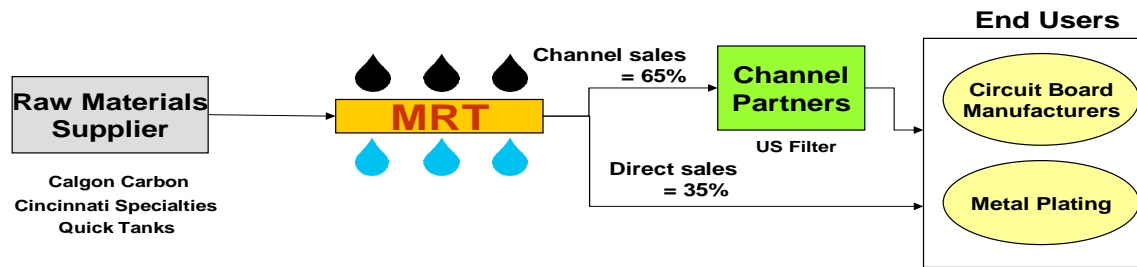 End Users
Raw Materials
Supplier
Calgon Carbon
Cincinnati Specialties
Quick Tanks
MRT
Channel sales
= 65%
Channel
Partners
US Filter
Direct sales
= 35%
Circuit Board
Manufacturers
Metal Plating